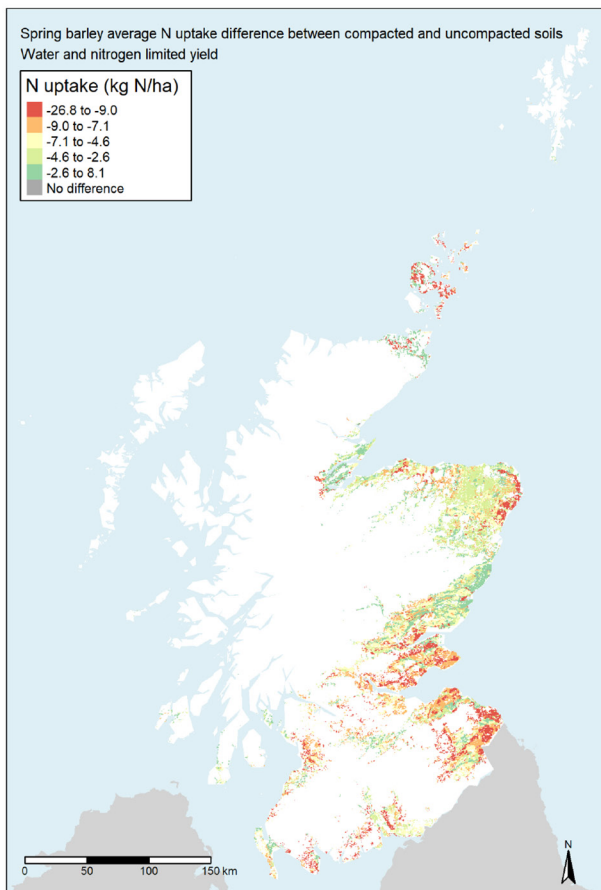 Spring barley average N uptake difference between compacted and uncompacted soils
Water and nitrogen limited yield
N uptake (kg N/ha)
-26.8 to -9.0
-9.0 to -7.1
-7.1 to -4.6
-4.6 to -2.6
-2.6 to 8.1
No difference
N
0 50 100 150 km